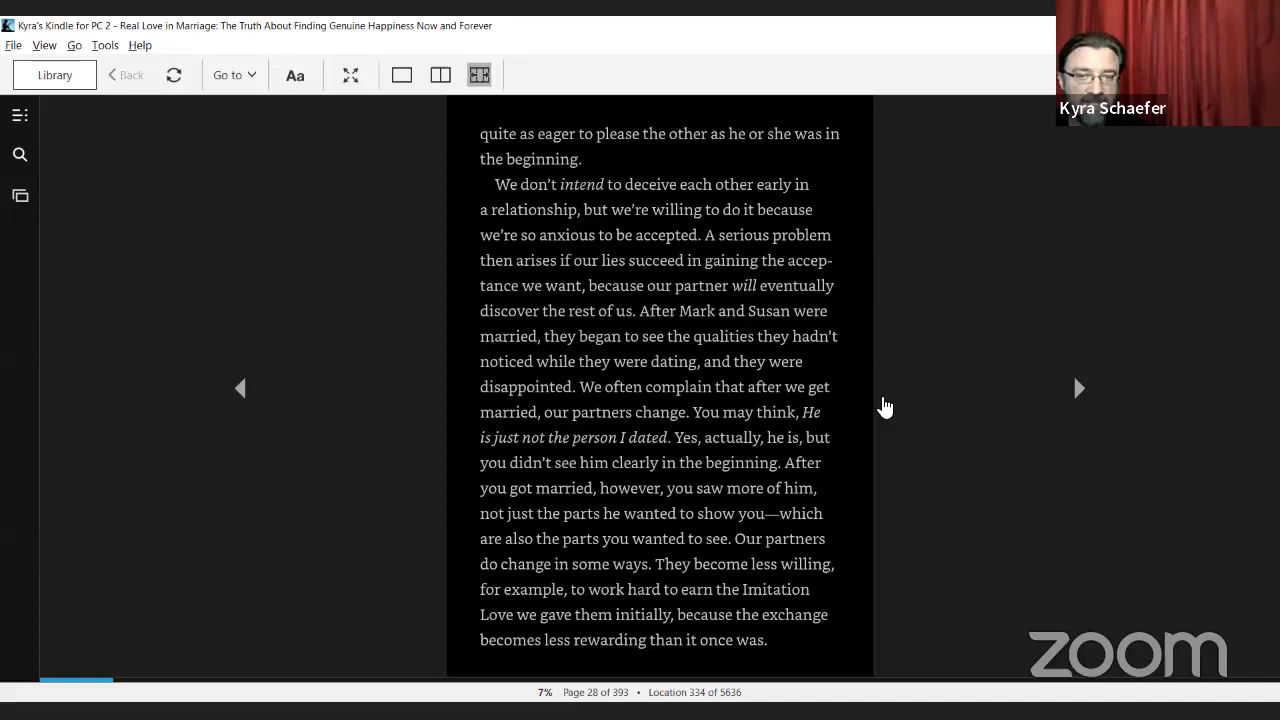 Kyra's Kindle for PC 2 - Real Love in Marriage: The Truth About Finding Genuine Happiness Now and Forever
File View Go Tools Help
Library Back Go to Aa
Kyra Schaefer
quite as eager to please the other as he or she was in
the beginning.
We don’t intend to deceive each other early in
a relationship, but we’re willing to do it because
we’re so anxious to be accepted. A serious problem
then arises if our lies succeed in gaining the accep-
tance we want, because our partner will eventually
discover the rest of us. After Mark and Susan were
married, they began to see the qualities they hadn’t
noticed while they were dating, and they were
disappointed. We often complain that after we get
married, our partners change. You may think, He
is just not the person I dated. Yes, actually, he is, but
you didn’t see him clearly in the beginning. After
you got married, however, you saw more of him,
not just the parts he wanted to show you—which
are also the parts you wanted to see. Our partners
do change in some ways. They become less willing,
for example, to work hard to earn the Imitation
Love we gave them initially, because the exchange
becomes less rewarding than it once was.
zoom
7% Page 28 of 393 • Location 334 of 5636